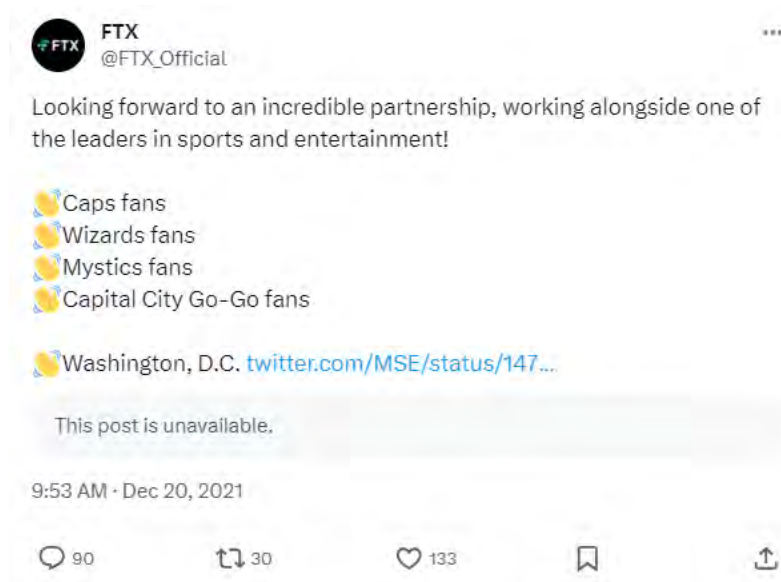 FTX
FTX
@FTX_Official
Looking forward to an incredible partnership, working alongside one of
the leaders in sports and entertainment!
👋Caps fans
👋Wizards fans
👋Mystics fans
👋Capital City Go-Go fans
👋Washington, D.C. twitter.com/MSE/status/147...
This post is unavailable.
9:53 AM · Dec 20, 2021
90 30 133